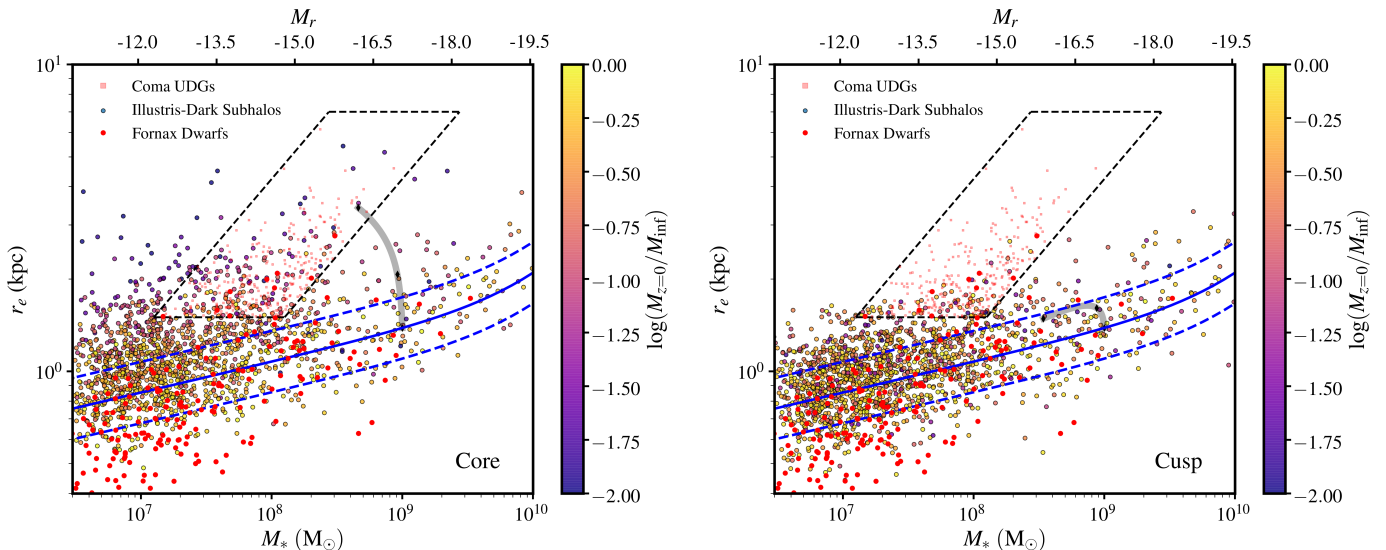 M_r
-12.0 -13.5 -15.0 -16.5 -18.0 -19.5
10^1
Coma UDGs
Illustris-Dark Subhalos
Fornax Dwarfs
r_e (kpc)
10^0
Core
10^7 10^8 10^9 10^10
M_* (M_⊙)
0.00
−0.25
−0.50
−0.75
−1.00
−1.25
−1.50
−1.75
−2.00
log(M_{z=0}/M_inf)
M_r
-12.0 -13.5 -15.0 -16.5 -18.0 -19.5
10^1
Coma UDGs
Illustris-Dark Subhalos
Fornax Dwarfs
r_e (kpc)
10^0
Cusp
10^7 10^8 10^9 10^10
M_* (M_⊙)
0.00
−0.25
−0.50
−0.75
−1.00
−1.25
−1.50
−1.75
−2.00
log(M_{z=0}/M_inf)